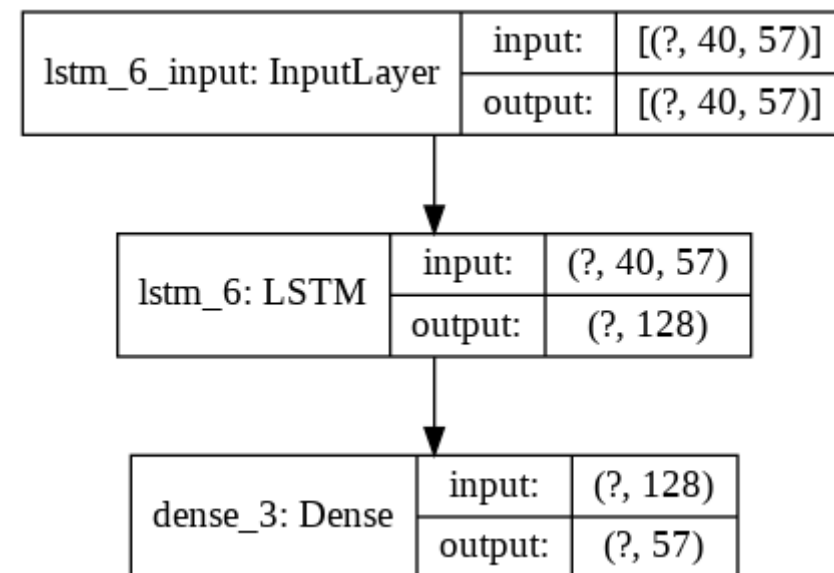 lstm_6_input: InputLayer
input: [(?, 40, 57)]
output: [(?, 40, 57)]
lstm_6: LSTM
input: (?, 40, 57)
output: (?, 128)
dense_3: Dense
input: (?, 128)
output: (?, 57)